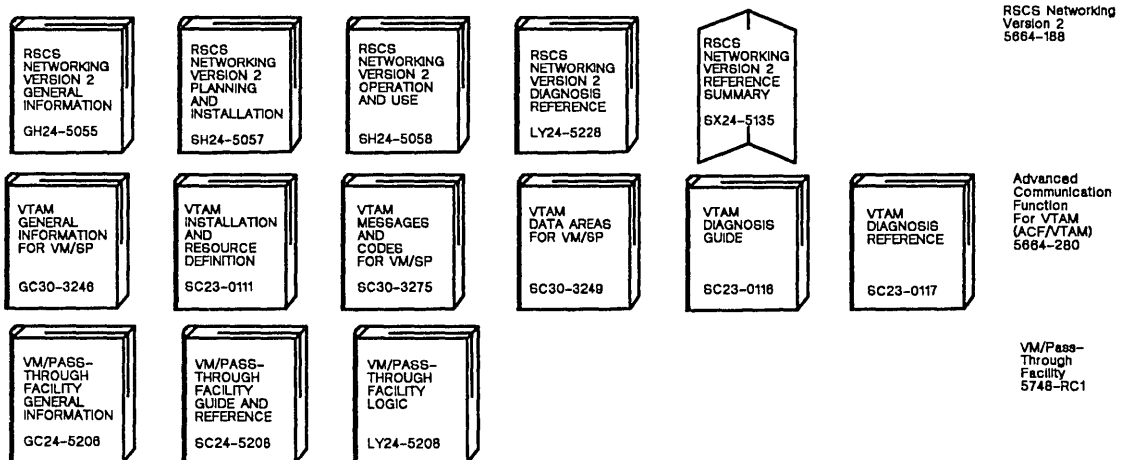 RSCS
NETWORKING
VERSION 2
GENERAL
INFORMATION
GH24-5055
RSCS
NETWORKING
VERSION 2
PLANNING
AND
INSTALLATION
SH24-5057
RSCS
NETWORKING
VERSION 2
OPERATION
AND USE
SH24-5058
RSCS
NETWORKING
VERSION 2
DIAGNOSIS
REFERENCE
LY24-5228
RSCS
NETWORKING
VERSION 2
REFERENCE
SUMMARY
SX24-5135
RSCS Networking
Version 2
5664-188
VTAM
GENERAL
INFORMATION
FOR VM/SP
GC30-3246
VTAM
INSTALLATION
AND
RESOURCE
DEFINITION
SC23-0111
VTAM
MESSAGES
AND
CODES
FOR VM/SP
SC30-3275
VTAM
DATA AREAS
FOR VM/SP
SC30-3249
VTAM
DIAGNOSIS
GUIDE
SC23-0116
VTAM
DIAGNOSIS
REFERENCE
SC23-0117
Advanced
Communication
Function
For VTAM
(ACF/VTAM)
5664-280
VM/PASS-
THROUGH
FACILITY
GENERAL
INFORMATION
GC24-5206
VM/PASS-
THROUGH
FACILITY
GUIDE AND
REFERENCE
SC24-5208
VM/PASS-
THROUGH
FACILITY
LOGIC
LY24-5208
VM/Pass-
Through
Facility
5748-RC1